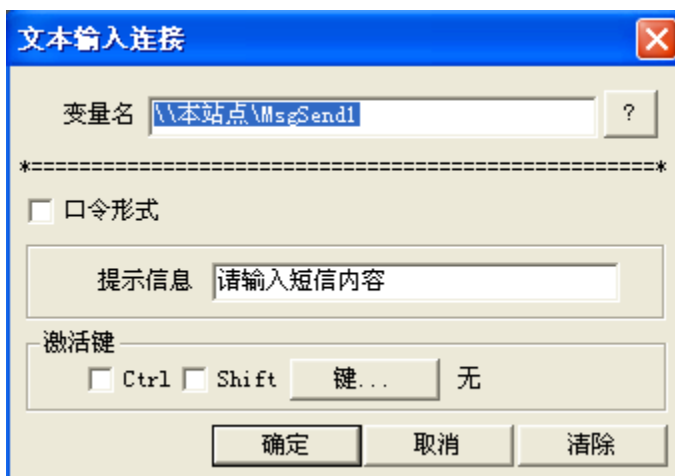 文本输入连接
变量名 \\本站点\MsgSend1 ?
*====================================================*
口令形式
提示信息 请输入短信内容
激活键
Ctrl Shift 键... 无
确定 取消 清除